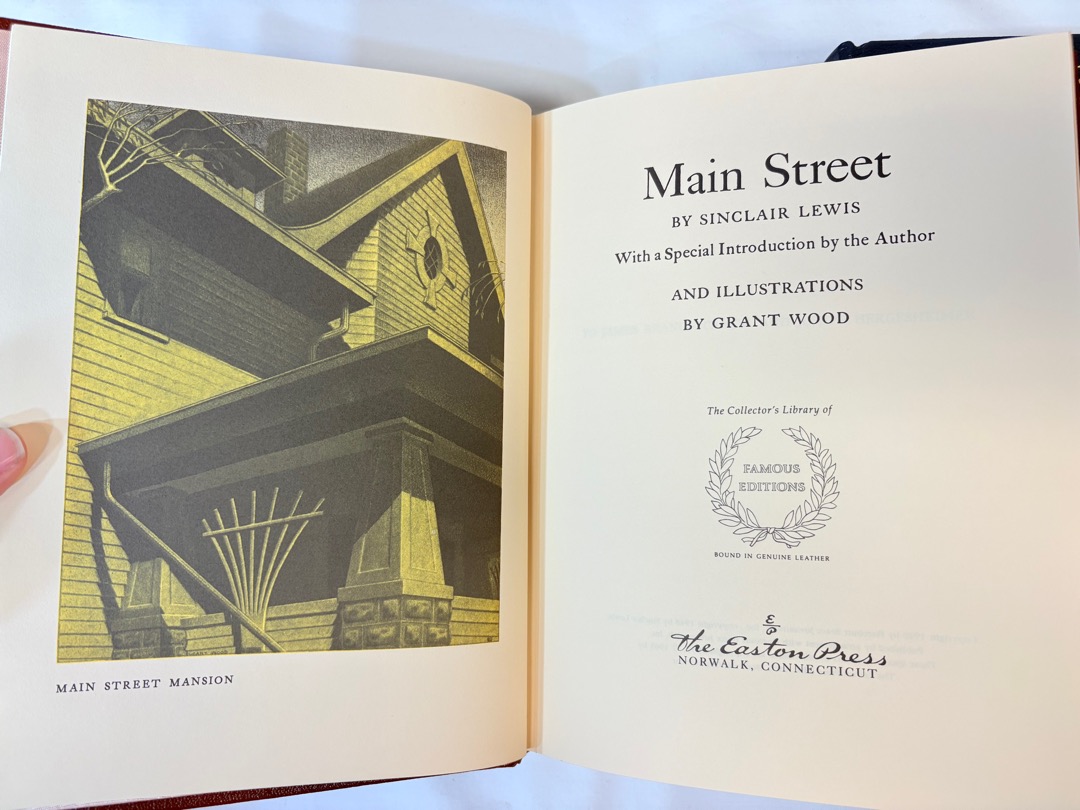 MAIN STREET MANSION
Main Street
BY SINCLAIR LEWIS
With a Special Introduction by the Author
AND ILLUSTRATIONS
BY GRANT WOOD
The Collector's Library of
FAMOUS
EDITIONS
BOUND IN GENUINE LEATHER
E
P
The Easton Press
NORWALK, CONNECTICUT